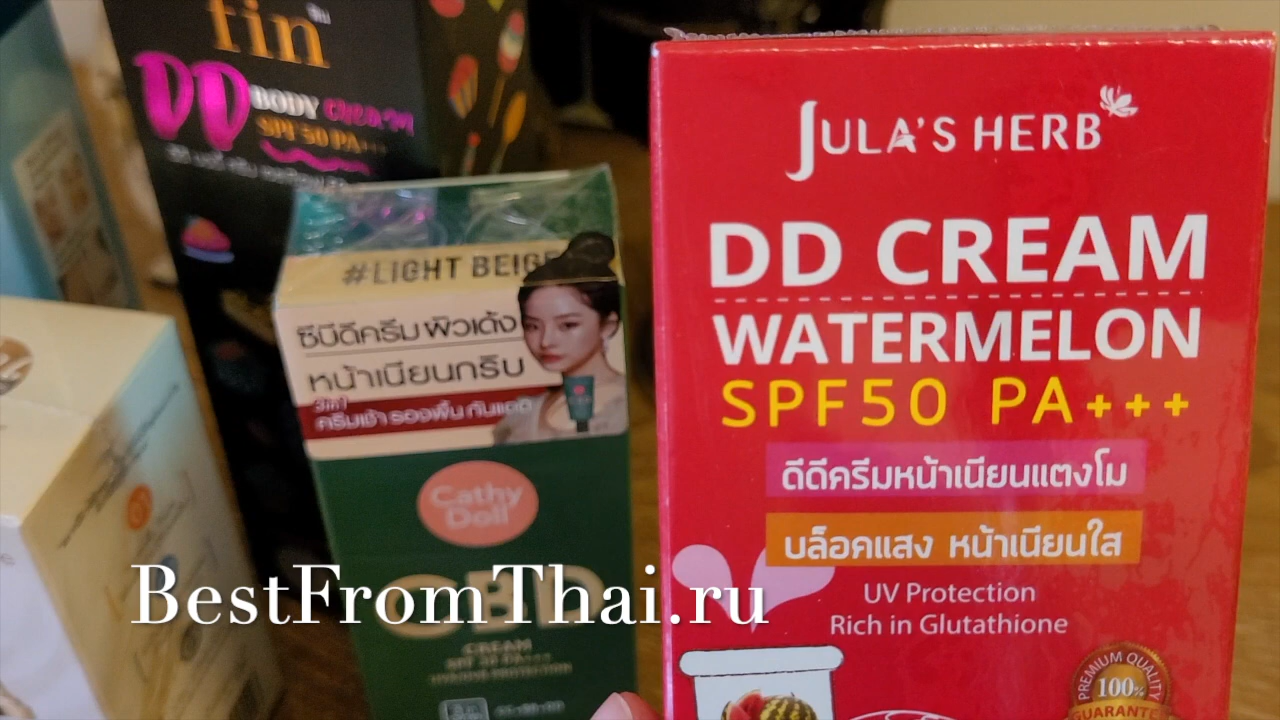 fin
DD BODY cream
SPF 50 PA+++
#LIGHT BEIGE
ซีบีดีครีม ผิวเด้ง
หน้าเนียนกริบ
3in1
ครีมเช้า รองพื้น กันแดด
Cathy
Doll
CBD
CREAM
JULA'S HERB
DD CREAM
WATERMELON
SPF50 PA+++
ดีดีครีมหน้าเนียนแตงโม
บล็อคแสง หน้าเนียนใส
UV Protection
Rich in Glutathione
PREMIUM QUALITY
100%
GUARANTEE
BestFromThai.ru